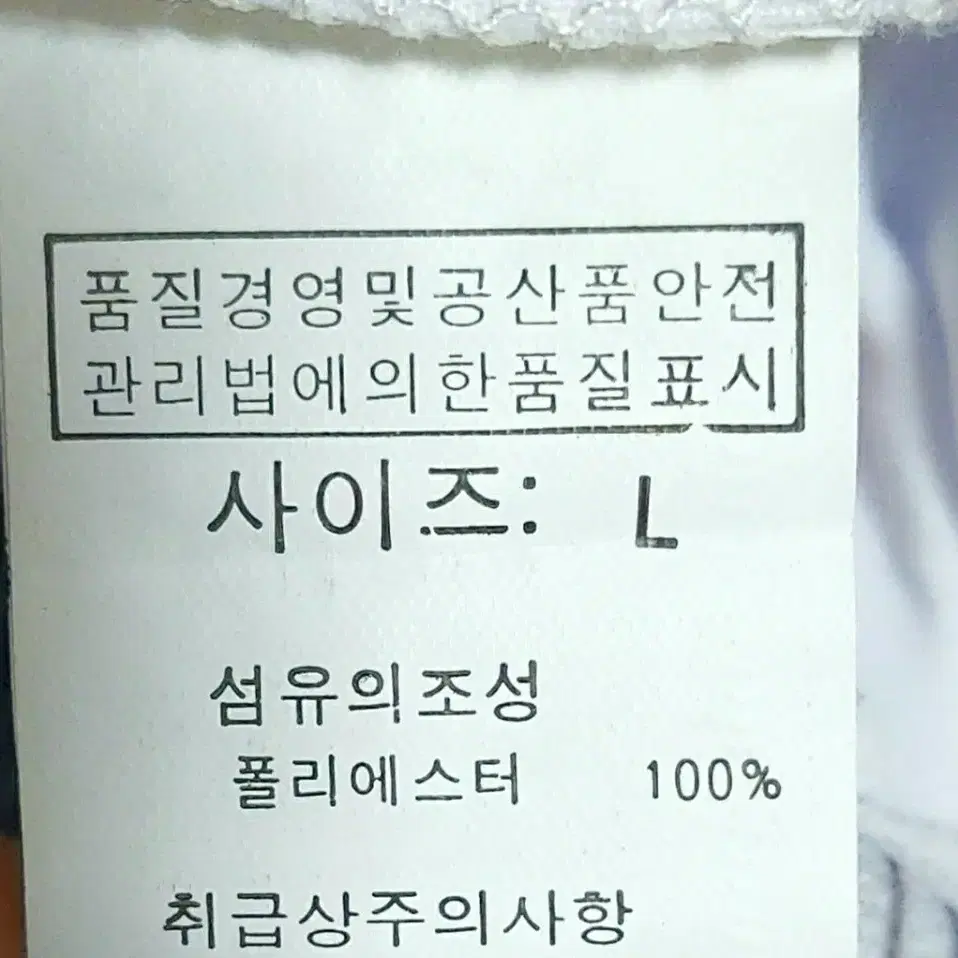 품질경영및공산품안전
관리법에의한품질표시
사이즈: L
섬유의조성
폴리에스터 100%
취급상주의사항